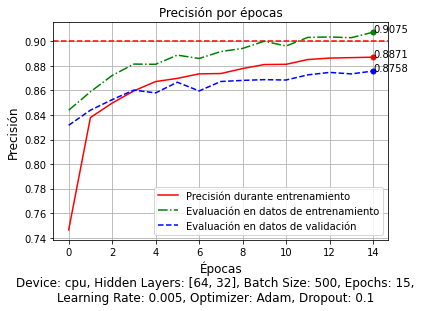 Precisión por épocas
Precisión
0.90
0.88
0.86
0.84
0.82
0.80
0.78
0.76
0.74
0.9075
0.8871
0.8758
Precisión durante entrenamiento
Evaluación en datos de entrenamiento
Evaluación en datos de validación
0 2 4 6 8 10 12 14
Épocas
Device: cpu, Hidden Layers: [64, 32], Batch Size: 500, Epochs: 15,
Learning Rate: 0.005, Optimizer: Adam, Dropout: 0.1